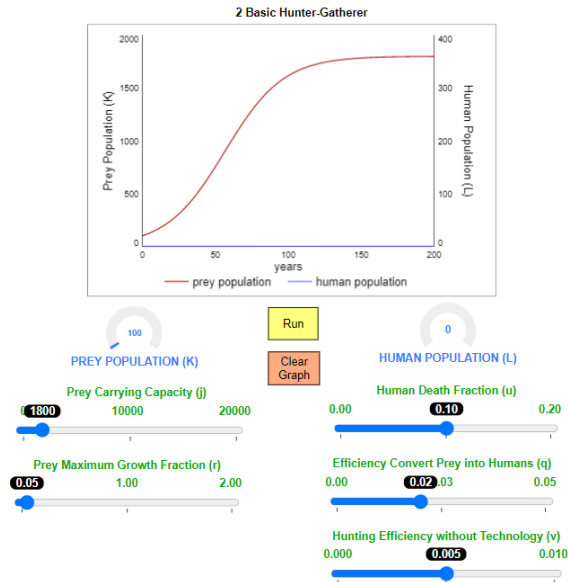 2 Basic Hunter-Gatherer
2000
400
1500
300
1000
200
500
100
0
0
Prey Population (K)
Human Population (L)
0
50
100
150
200
years
prey population
human population
100
PREY POPULATION (K)
Run
Clear
Graph
0
HUMAN POPULATION (L)
Prey Carrying Capacity (j)
1800
10000
20000
Prey Maximum Growth Fraction (r)
0.05
1.00
2.00
Human Death Fraction (u)
0.00
0.10
0.20
Efficiency Convert Prey into Humans (q)
0.00
0.02
0.03
0.05
Hunting Efficiency without Technology (v)
0.000
0.005
0.010